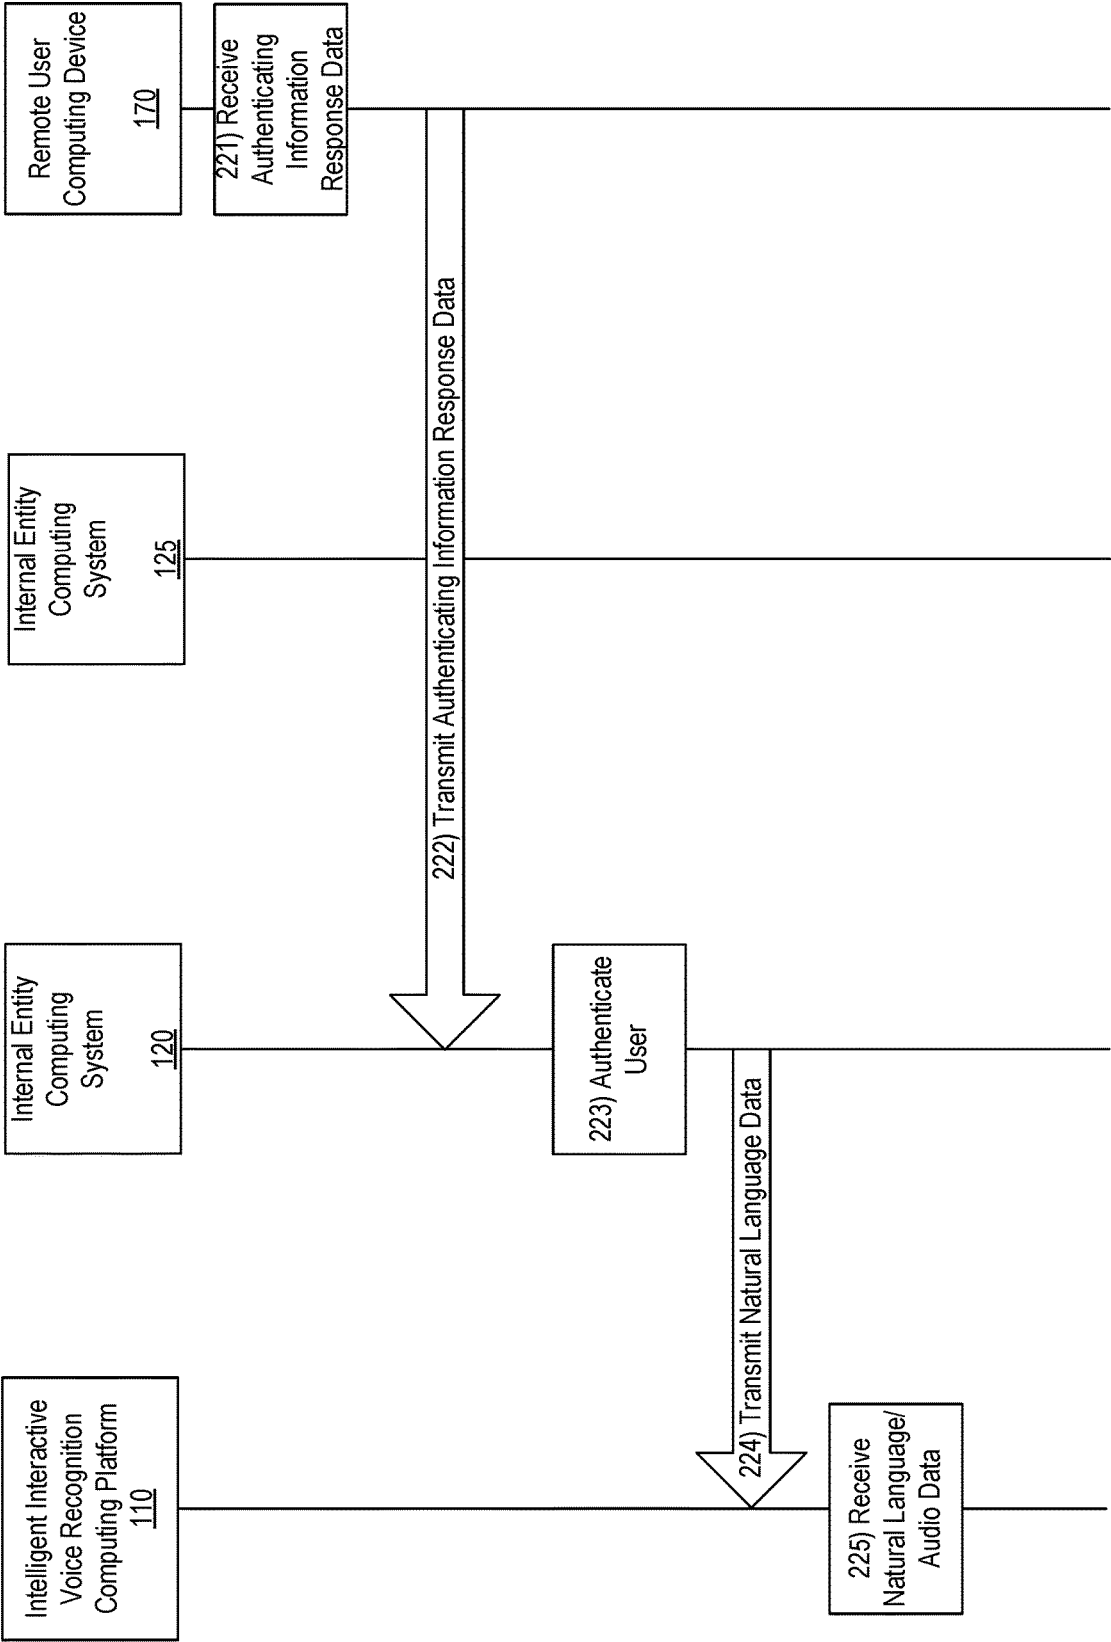 Intelligent Interactive
Voice Recognition
Computing Platform
110
Internal Entity
Computing
System
120
Internal Entity
Computing
System
125
Remote User
Computing Device
170
221) Receive
Authenticating
Information
Response Data
222) Transmit Authenticating Information Response Data
223) Authenticate
User
224) Transmit Natural Language Data
225) Receive
Natural Language/
Audio Data